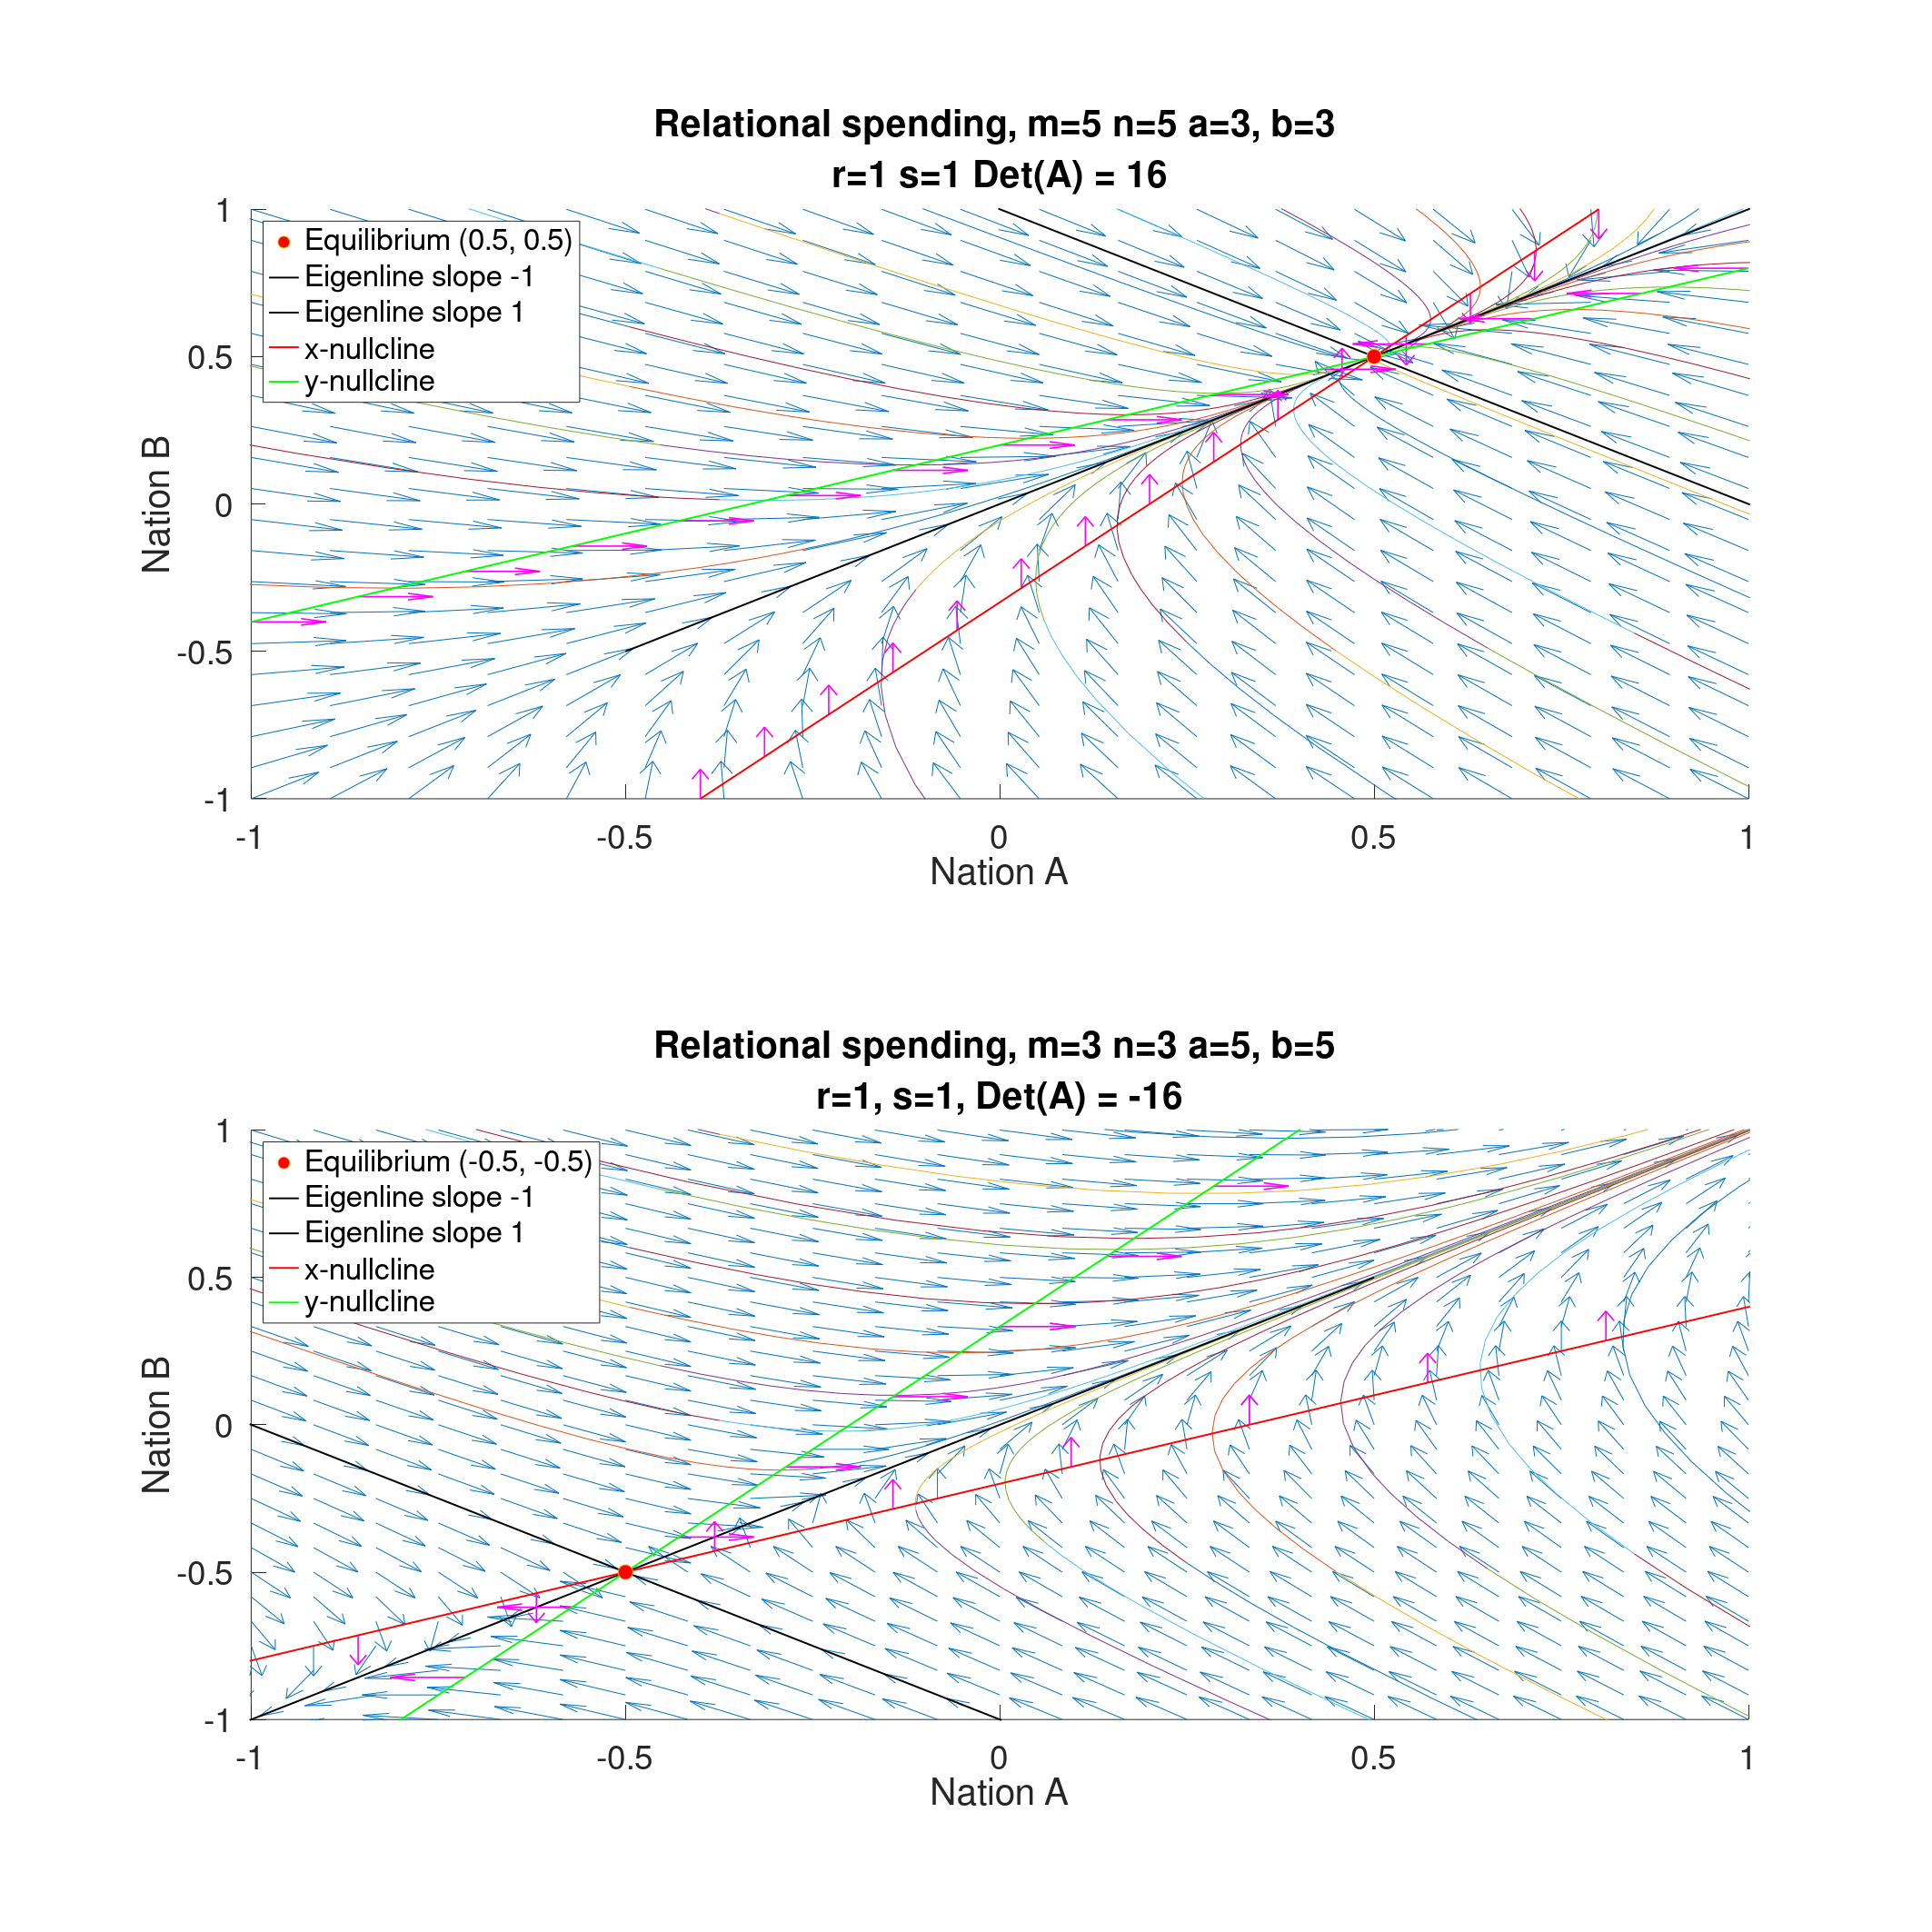 Relational spending, m=5 n=5 a=3, b=3
r=1 s=1 Det(A) = 16
1
0.5
0
-0.5
-1
Nation B
Equilibrium (0.5, 0.5)
Eigenline slope -1
Eigenline slope 1
x-nullcline
y-nullcline
-1
-0.5
0
0.5
1
Nation A
Relational spending, m=3 n=3 a=5, b=5
r=1, s=1, Det(A) = -16
1
0.5
0
-0.5
-1
Nation B
Equilibrium (-0.5, -0.5)
Eigenline slope -1
Eigenline slope 1
x-nullcline
y-nullcline
-1
-0.5
0
0.5
1
Nation A